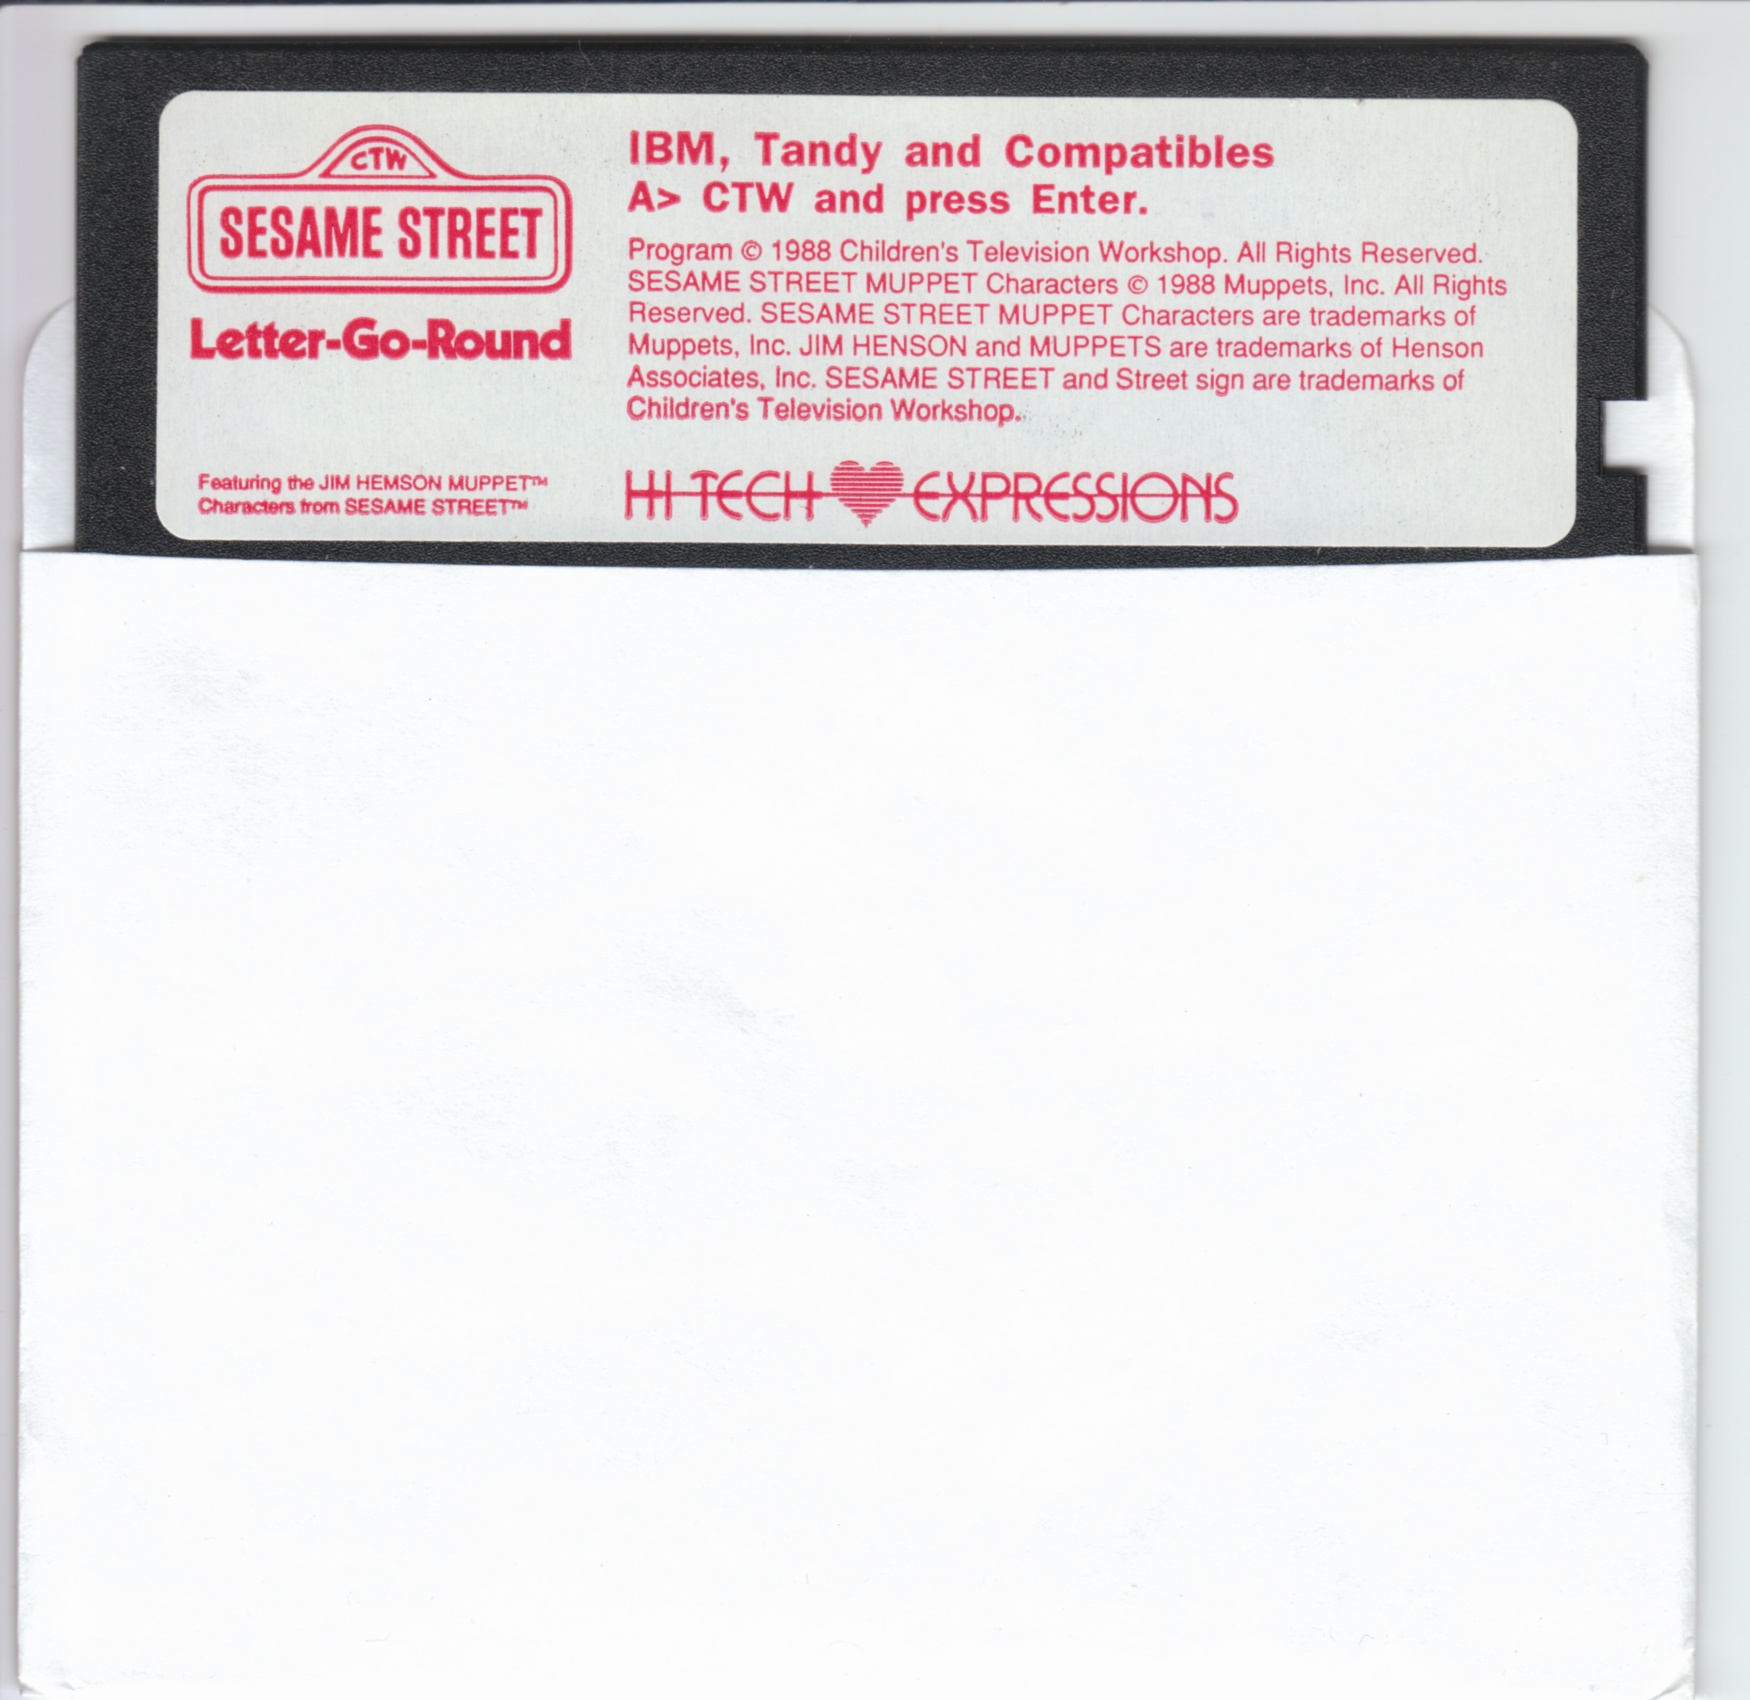 CTW
SESAME STREET
Letter-Go-Round
Featuring the JIM HEMSON MUPPET™
Characters from SESAME STREET™
IBM, Tandy and Compatibles
A> CTW and press Enter.
Program © 1988 Children's Television Workshop. All Rights Reserved.
SESAME STREET MUPPET Characters © 1988 Muppets, Inc. All Rights
Reserved. SESAME STREET MUPPET Characters are trademarks of
Muppets, Inc. JIM HENSON and MUPPETS are trademarks of Henson
Associates, Inc. SESAME STREET and Street sign are trademarks of
Children's Television Workshop.
HI TECH EXPRESSIONS